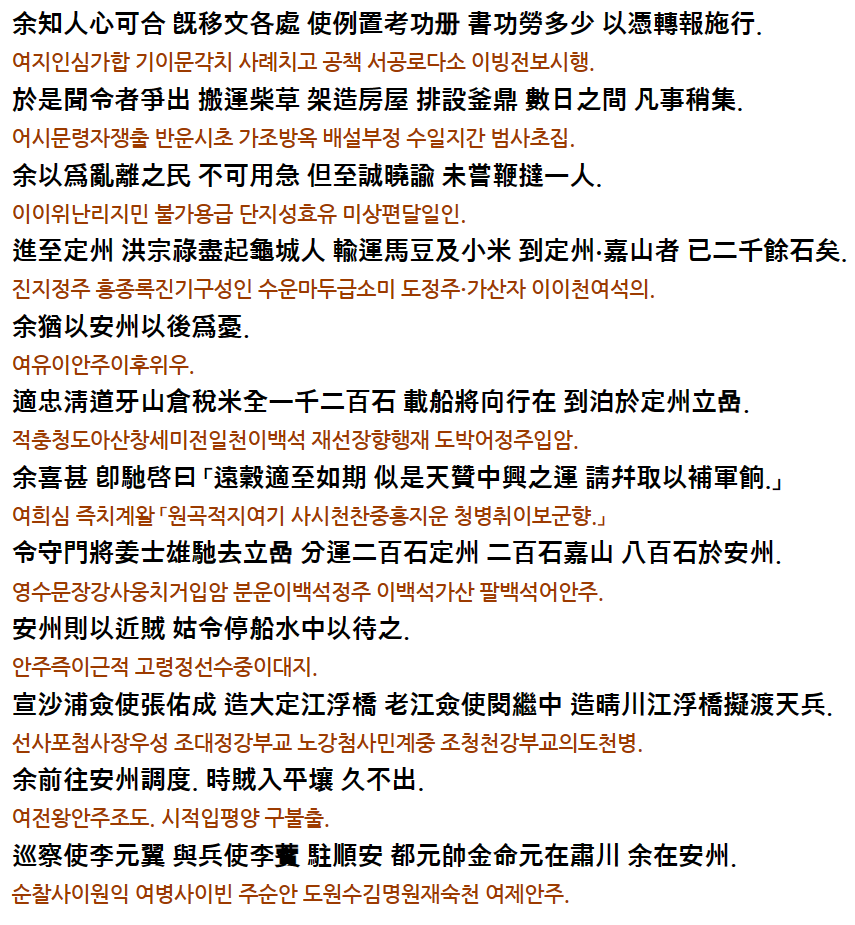 余知人心可合 旣移文各處 使例置考功册 書功勞多少 以憑轉報施行.
여지인심가합 기이문각치 사례치고 공책 서공로다소 이빙전보시행.
於是聞令者爭出 搬運柴草 架造房屋 排設釜鼎 數日之間 凡事稍集.
어시문령자쟁출 반운시초 가조방옥 배설부정 수일지간 범사초집.
余以爲亂離之民 不可用急 但至誠曉諭 未嘗鞭撻一人.
이이위난리지민 불가용급 단지성효유 미상편달일인.
進至定州 洪宗祿盡起龜城人 輸運馬豆及小米 到定州·嘉山者 已二千餘石矣.
진지정주 홍종록진기구성인 수운마두급소미 도정주·가산자 이이천여석의.
余猶以安州以後爲憂.
여유이안주이후위우.
適忠淸道牙山倉稅米全一千二百石 載船將向行在 到泊於定州立嵒.
적충청도아산창세미전일천이백석 재선장향행재 도박어정주입암.
余喜甚 卽馳啓曰「遠穀適至如期 似是天贊中興之運 請幷取以補軍餉.」
여희심 즉치계왈「원곡적지여기 사시천찬중흥지운 청병취이보군향.」
令守門將姜士雄馳去立嵒 分運二百石定州 二百石嘉山 八百石於安州.
영수문장강사웅치거입암 분운이백석정주 이백석가산 팔백석어안주.
安州則以近賊 姑令停船水中以待之.
안주즉이근적 고령정선수중이대지.
宣沙浦僉使張佑成 造大定江浮橋 老江僉使閔繼中 造晴川江浮橋擬渡天兵.
선사포첨사장우성 조대정강부교 노강첨사민계중 조청천강부교의도천병.
余前往安州調度. 時賊入平壤 久不出.
여전왕안주조도. 시적입평양 구불출.
巡察使李元翼 與兵使李薲 駐順安 都元帥金命元在肅川 余在安州.
순찰사이원익 여병사이빈 주순안 도원수김명원재숙천 여제안주.